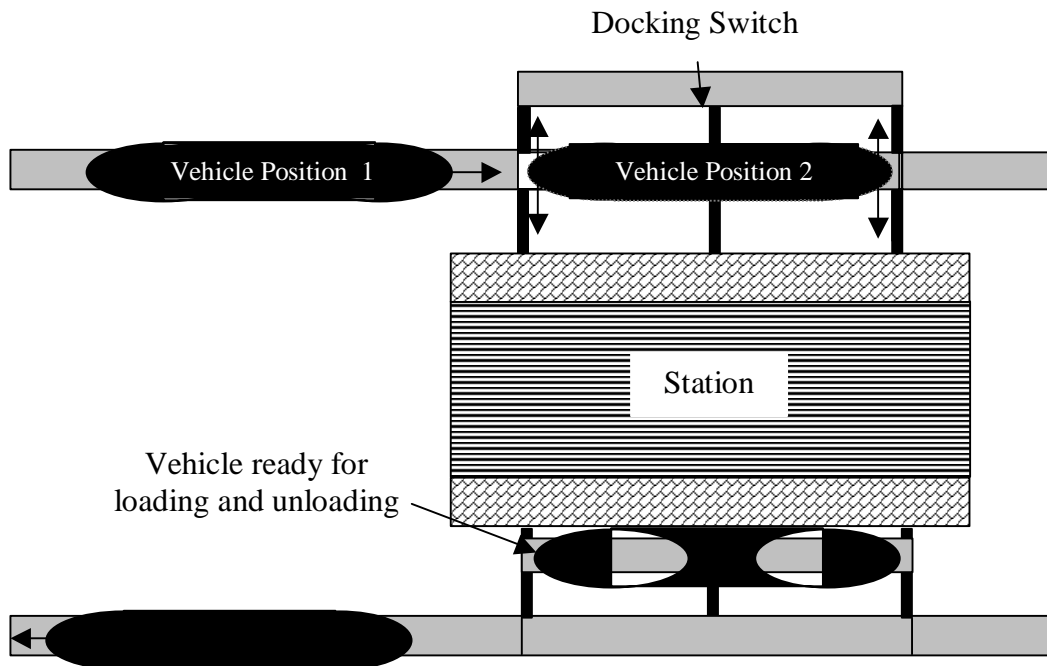 Docking Switch
Vehicle Position 1
Vehicle Position 2
Station
Vehicle ready for
loading and unloading